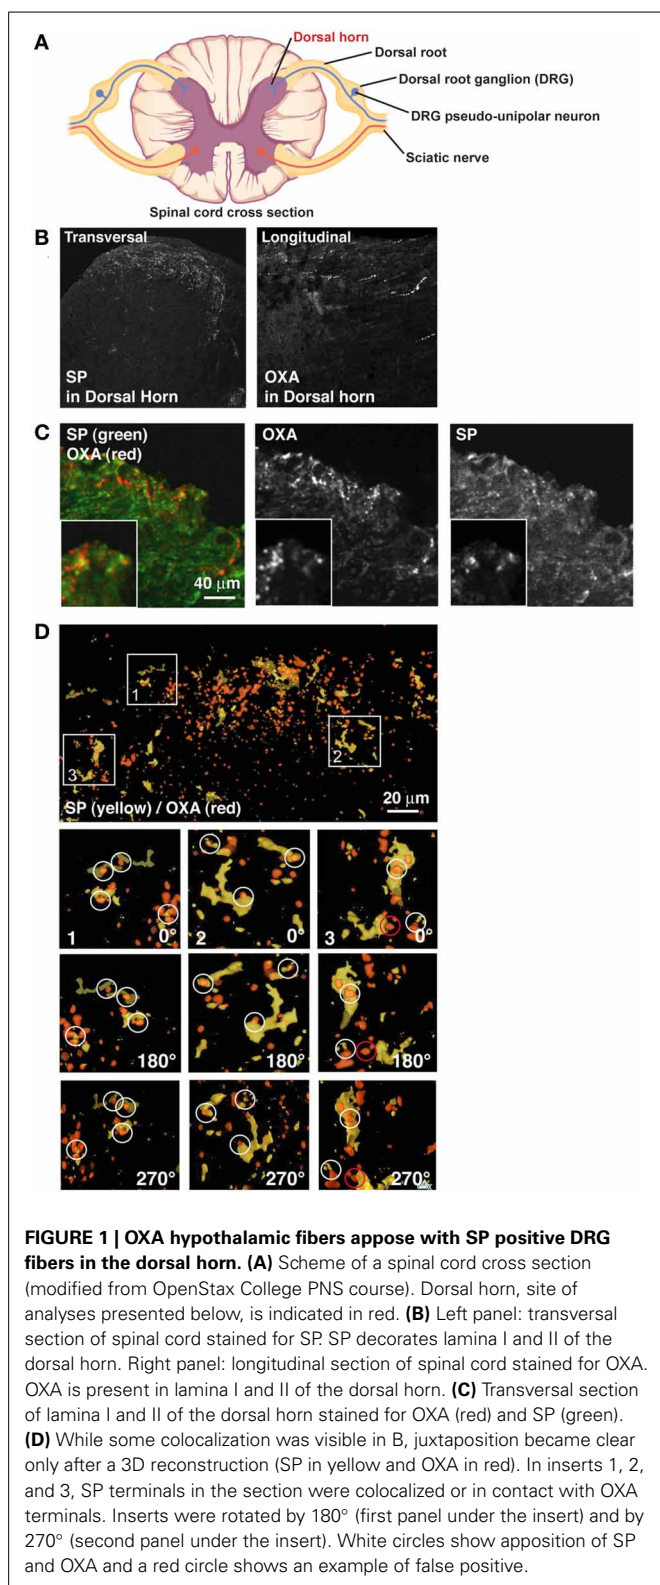 A
Dorsal horn
Dorsal root
Dorsal root ganglion (DRG)
DRG pseudo-unipolar neuron
Sciatic nerve
Spinal cord cross section
B
Transversal
SP
in Dorsal Horn
Longitudinal
OXA
in Dorsal horn
C
SP (green)
OXA (red)
40 μm
OXA
SP
D
1
2
3
SP (yellow) / OXA (red)
20 μm
1 0°
2 0°
3 0°
180°
180°
180°
270°
270°
270°
FIGURE 1 | OXA hypothalamic fibers appose with SP positive DRG
fibers in the dorsal horn. (A) Scheme of a spinal cord cross section
(modified from OpenStax College PNS course). Dorsal horn, site of
analyses presented below, is indicated in red. (B) Left panel: transversal
section of spinal cord stained for SP. SP decorates lamina I and II of the
dorsal horn. Right panel: longitudinal section of spinal cord stained for OXA.
OXA is present in lamina I and II of the dorsal horn. (C) Transversal section
of lamina I and II of the dorsal horn stained for OXA (red) and SP (green).
(D) While some colocalization was visible in B, juxtaposition became clear
only after a 3D reconstruction (SP in yellow and OXA in red). In inserts 1, 2,
and 3, SP terminals in the section were colocalized or in contact with OXA
terminals. Inserts were rotated by 180° (first panel under the insert) and by
270° (second panel under the insert). White circles show apposition of SP
and OXA and a red circle shows an example of false positive.